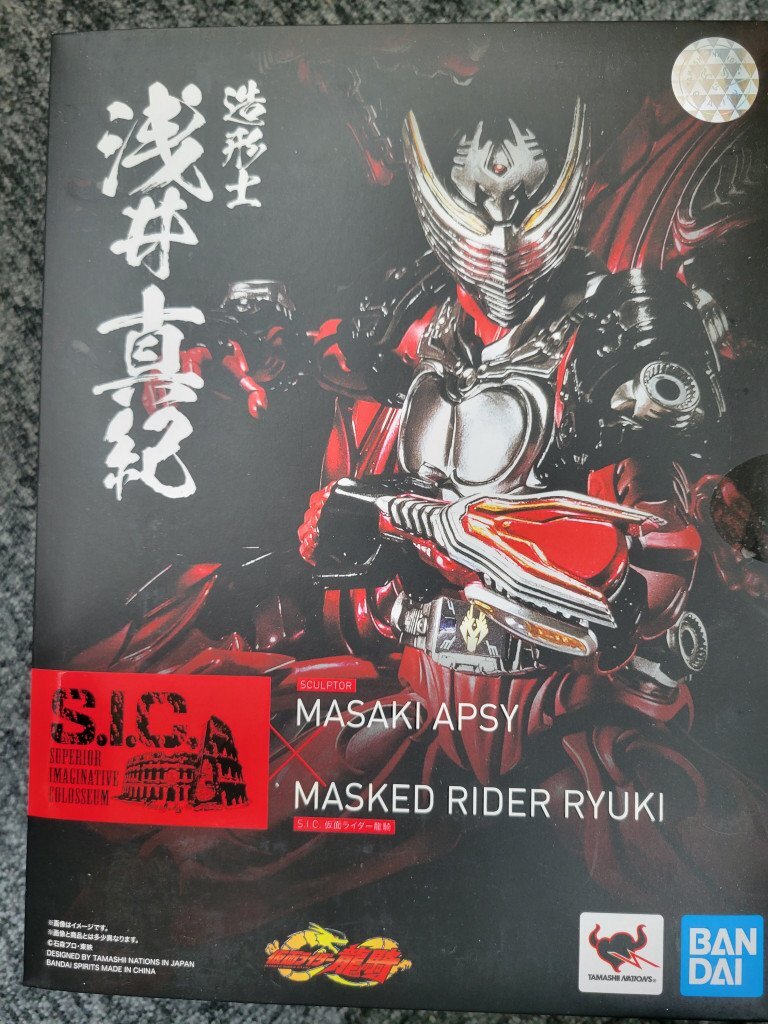 造形士
浅井真紀
S.I.C.
SUPERIOR
IMAGINATIVE
COLOSSEUM
SCULPTOR
MASAKI APSY
×
MASKED RIDER RYUKI
S.I.C. 仮面ライダー龍騎
※画像はイメージです。
※画像と商品とは多少異なります。
©石森プロ・東映
DESIGNED BY TAMASHII NATIONS IN JAPAN
BANDAI SPIRITS MADE IN CHINA
仮面ライダー龍騎
TAMASHII NATIONS®
BAN
DAI